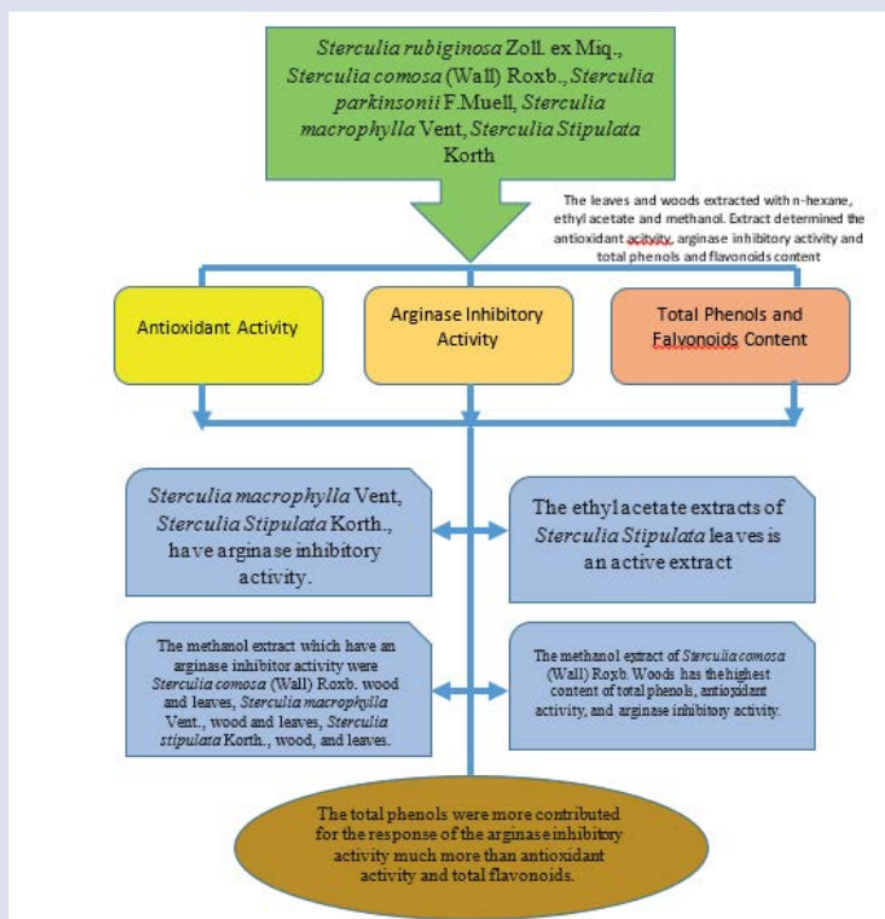 Sterculia rubiginosa Zoll. ex Miq.,
Sterculia comosa (Wall) Roxb., Sterculia
parkinsonii F.Muell, Sterculia
macrophylla Vent, Sterculia Stipulata
Korth
The leaves and woods extracted with n-hexane,
ethyl acetate and methanol. Extract determined the
antioxidant acitvity, arginase inhibitory activity and
total phenols and flavonoids content
Antioxidant Activity
Arginase Inhibitory
Activity
Total Phenols and
Falvonoids Content
Sterculia macrophylla Vent,
Sterculia Stipulata Korth.,
have arginase inhibitory
activity.
The ethyl acetate extracts of
Sterculia Stipulata leaves is
an active extract
The methanol extract which have an
arginase inhibitor activity were
Sterculia comosa (Wall) Roxb. wood
and leaves, Sterculia macrophylla
Vent., wood and leaves, Sterculia
stipulata Korth., wood, and leaves.
The methanol extract of Sterculia comosa
(Wall) Roxb. Woods has the highest
content of total phenols, antioxidant
activity, and arginase inhibitory activity.
The total phenols were more contributed
for the response of the arginase inhibitory
activity much more than antioxidant
activity and total flavonoids.